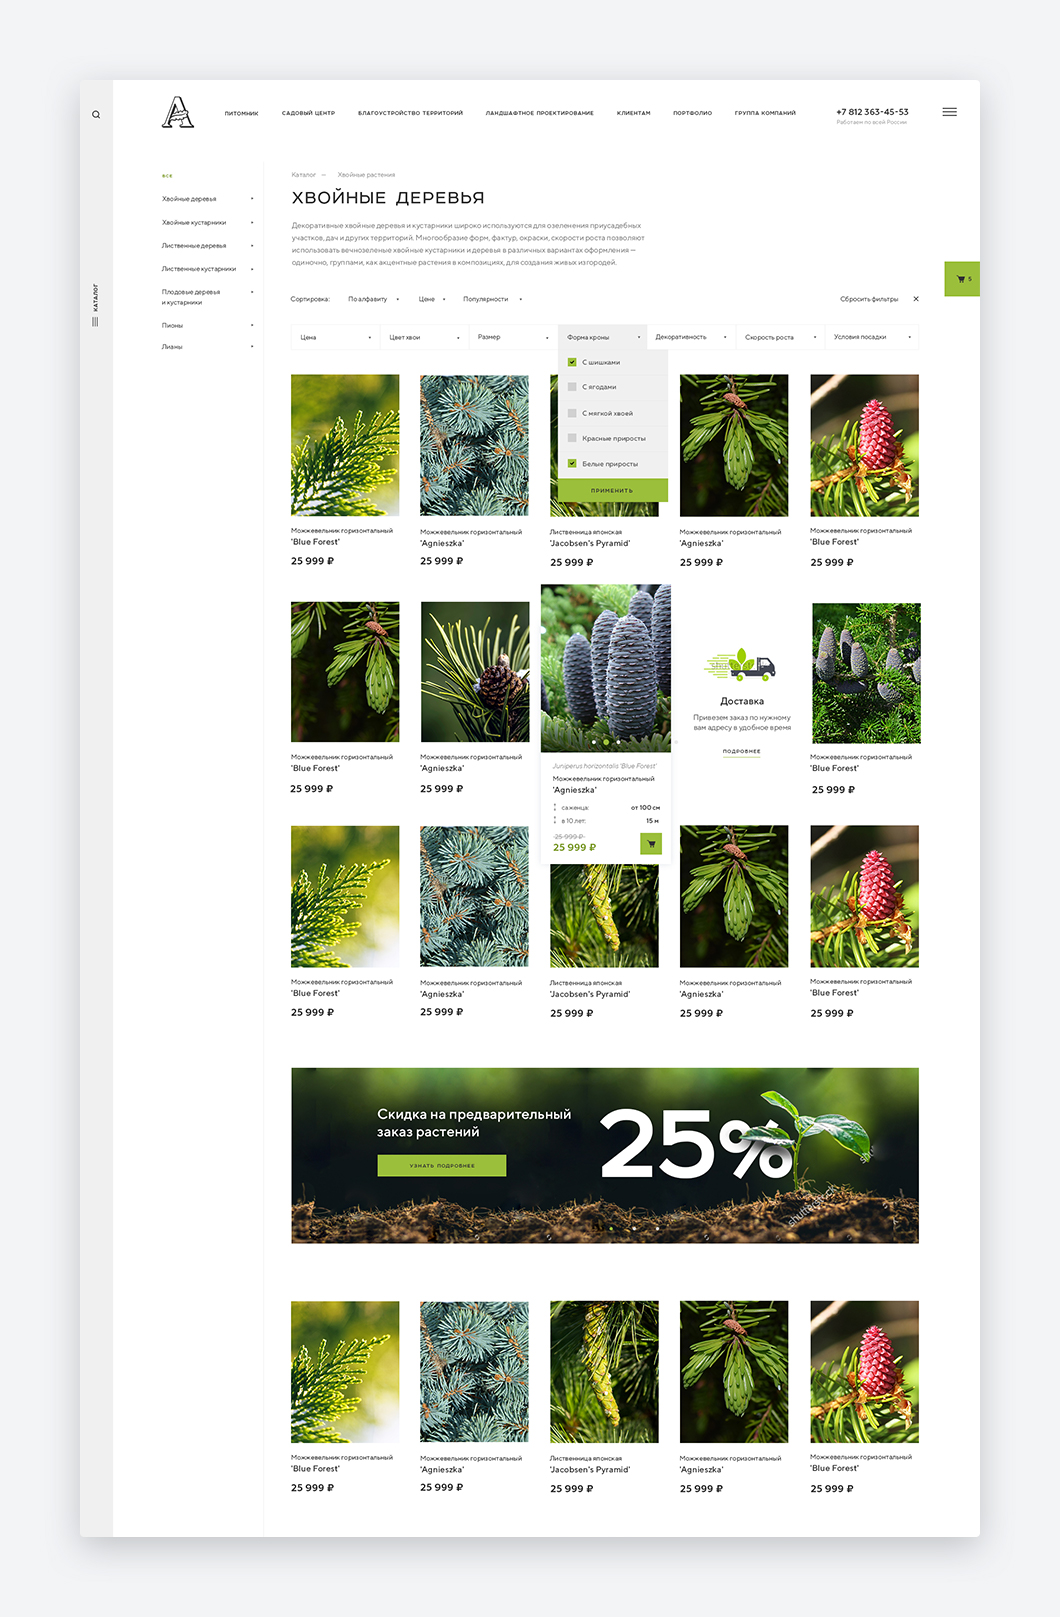 ПИТОМНИК
САДОВЫЙ ЦЕНТР
БЛАГОУСТРОЙСТВО ТЕРРИТОРИЙ
ЛАНДШАФТНОЕ ПРОЕКТИРОВАНИЕ
КЛИЕНТАМ
ПОРТФОЛИО
ГРУППА КОМПАНИЙ
+7 812 363-45-53
Работаем по всей России
КАТАЛОГ
ВСЕ
Хвойные деревья
Хвойные кустарники
Лиственные деревья
Лиственные кустарники
Плодовые деревья
и кустарники
Пионы
Лианы
Каталог — Хвойные растения
ХВОЙНЫЕ ДЕРЕВЬЯ
Декоративные хвойные деревья и кустарники широко используются для озеленения приусадебных
участков, дач и других территорий. Многообразие форм, фактур, окраски, скорости роста позволяют
использовать вечнозеленые хвойные кустарники и деревья в различных вариантах оформления —
одиночно, группами, как акцентные растения в композициях, для создания живых изгородей.
5
Сортировка: По алфавиту Цене Популярности
Сбросить фильтры
Цена
Цвет хвои
Размер
Форма кроны
Декоративность
Скорость роста
Условия посадки
С шишками
С ягодами
С мягкой хвоей
Красные приросты
Белые приросты
ПРИМЕНИТЬ
Можжевельник горизонтальный
'Blue Forest'
25 999 ₽
Можжевельник горизонтальный
'Agnieszka'
25 999 ₽
Лиственница японская
'Jacobsen's Pyramid'
25 999 ₽
Можжевельник горизонтальный
'Agnieszka'
25 999 ₽
Можжевельник горизонтальный
'Blue Forest'
25 999 ₽
Можжевельник горизонтальный
'Blue Forest'
25 999 ₽
Можжевельник горизонтальный
'Agnieszka'
25 999 ₽
Juniperus horizontalis 'Blue Forest'
Можжевельник горизонтальный
'Agnieszka'
саженца: от 100 см
в 10 лет: 15 м
25 999 ₽
25 999 ₽
Доставка
Привезем заказ по нужному
вам адресу в удобное время
ПОДРОБНЕЕ
Можжевельник горизонтальный
'Blue Forest'
25 999 ₽
Можжевельник горизонтальный
'Blue Forest'
25 999 ₽
Можжевельник горизонтальный
'Agnieszka'
25 999 ₽
Лиственница японская
'Jacobsen's Pyramid'
25 999 ₽
Можжевельник горизонтальный
'Agnieszka'
25 999 ₽
Можжевельник горизонтальный
'Blue Forest'
25 999 ₽
Скидка на предварительный
заказ растений
УЗНАТЬ ПОДРОБНЕЕ
25%
Можжевельник горизонтальный
'Blue Forest'
25 999 ₽
Можжевельник горизонтальный
'Agnieszka'
25 999 ₽
Лиственница японская
'Jacobsen's Pyramid'
25 999 ₽
Можжевельник горизонтальный
'Agnieszka'
25 999 ₽
Можжевельник горизонтальный
'Blue Forest'
25 999 ₽